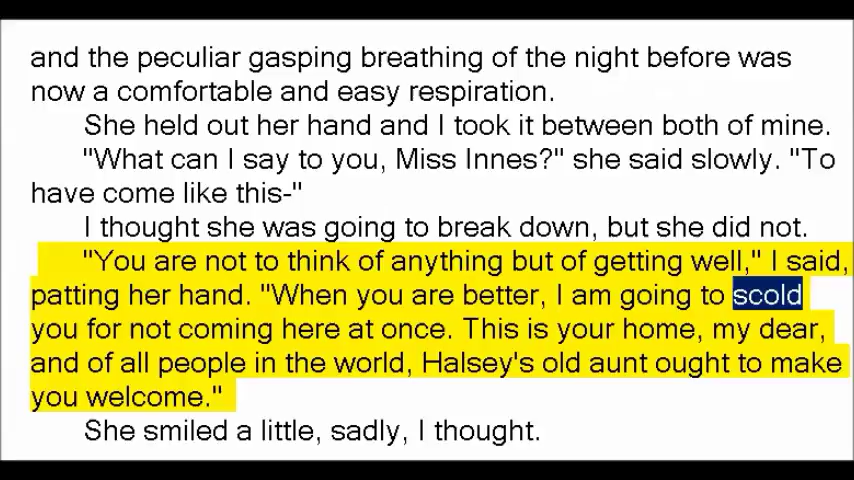 and the peculiar gasping breathing of the night before was
now a comfortable and easy respiration.
She held out her hand and I took it between both of mine.
"What can I say to you, Miss Innes?" she said slowly. "To
have come like this-"
I thought she was going to break down, but she did not.
"You are not to think of anything but of getting well," I said,
patting her hand. "When you are better, I am going to scold
you for not coming here at once. This is your home, my dear,
and of all people in the world, Halsey's old aunt ought to make
you welcome."
She smiled a little, sadly, I thought.